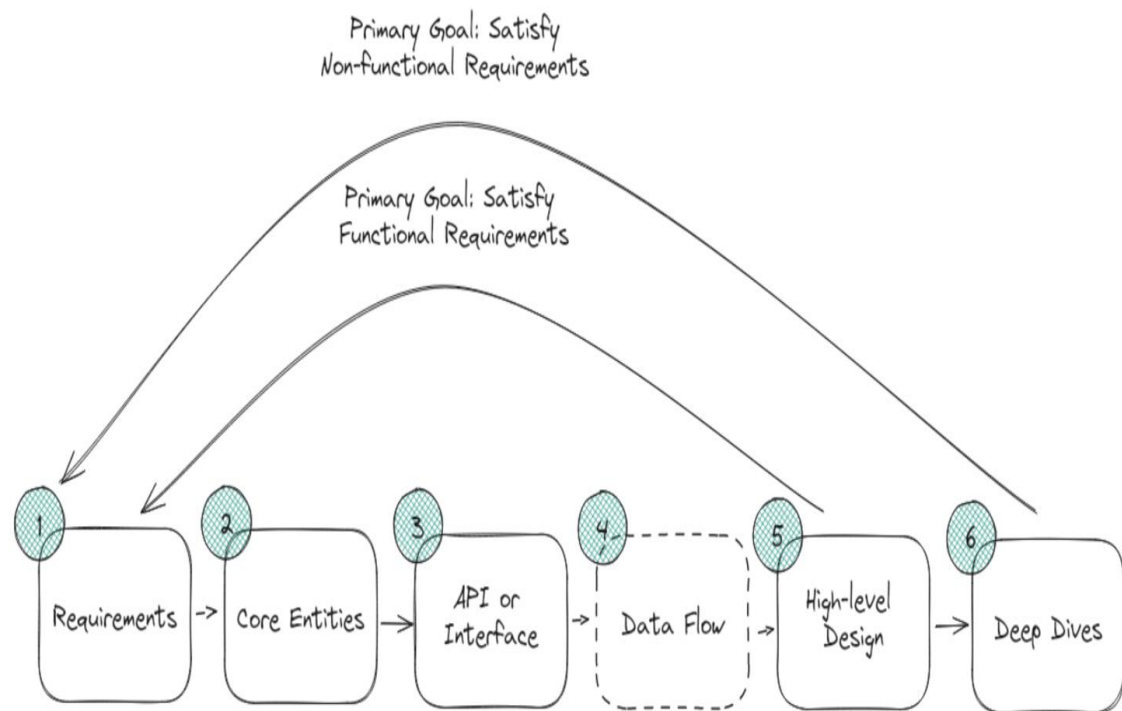 Primary Goal: Satisfy
Non-functional Requirements
Primary Goal: Satisfy
Functional Requirements
1
2
3
4
5
6
Requirements
Core Entities
API or
Interface
Data Flow
High-level
Design
Deep Dives